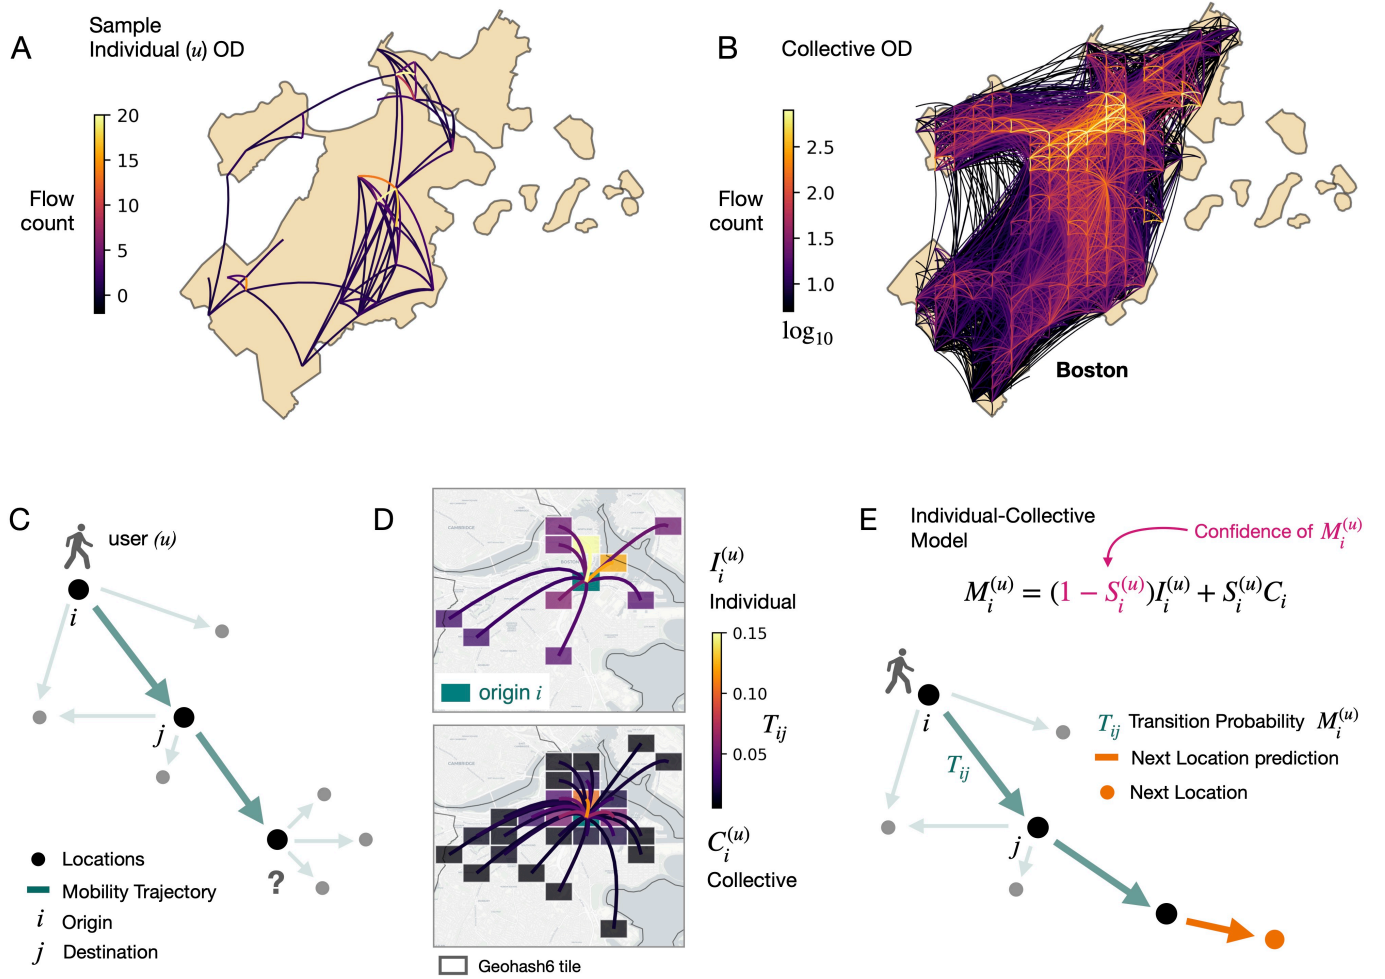 A
Sample
Individual (u) OD
Flow
count
20
15
10
5
0
B
Collective OD
Flow
count
2.5
2.0
1.5
1.0
log10
Boston
C
user (u)
i
j
?
Locations
Mobility Trajectory
i Origin
j Destination
D
CAMBRIDGE
BOSTON
origin i
CAMBRIDGE
Geohash6 tile
I_i^(u)
Individual
0.15
0.10
0.05
T_ij
C_i^(u)
Collective
E
Individual-Collective
Model
Confidence of M_i^(u)
M_i^(u) = (1 − S_i^(u))I_i^(u) + S_i^(u)C_i
i
T_ij
j
T_ij Transition Probability M_i^(u)
Next Location prediction
Next Location